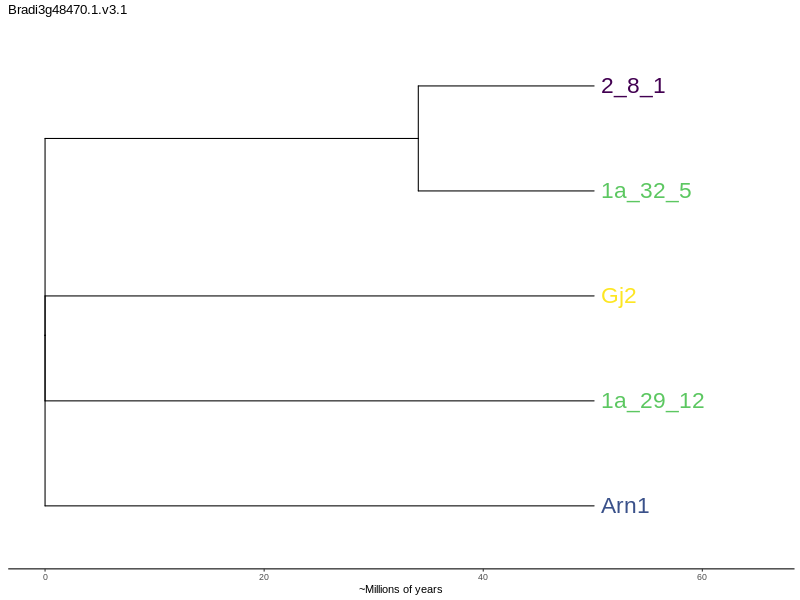 Bradi3g48470.1.v3.1
2_8_1
1a_32_5
Gj2
1a_29_12
Arn1
0 20 40 60
~Millions of years